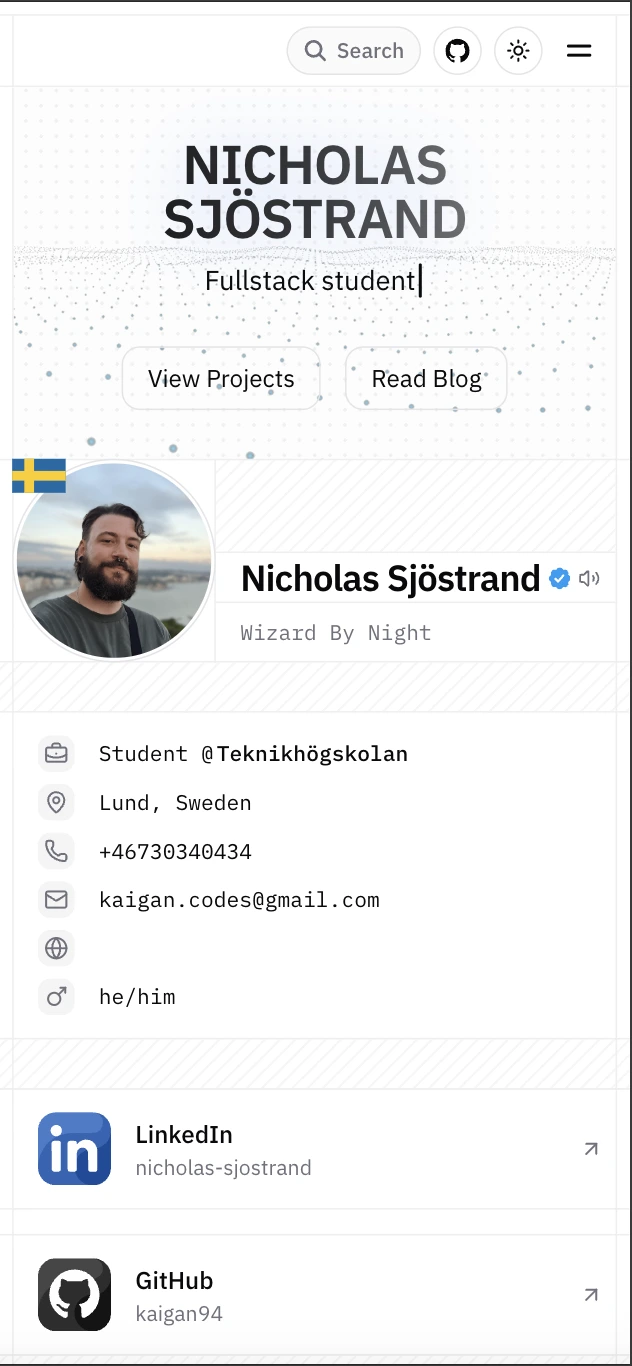 Search
NICHOLAS
SJÖSTRAND
Fullstack student
View Projects
Read Blog
Nicholas Sjöstrand
Wizard By Night
Student @Teknikhögskolan
Lund, Sweden
+46730340434
kaigan.codes@gmail.com
he/him
in
LinkedIn
nicholas-sjostrand
GitHub
kaigan94